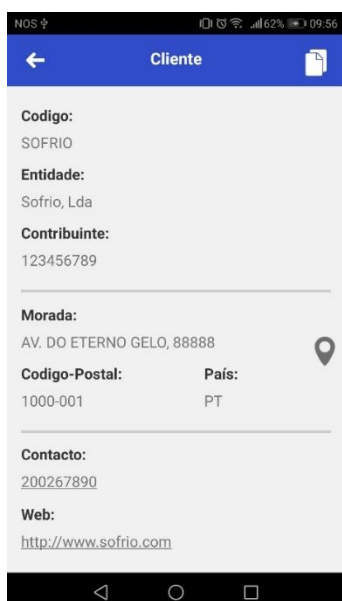 NOS 62% 09:56
Cliente
Codigo:
SOFRIO
Entidade:
Sofrio, Lda
Contribuinte:
123456789
Morada:
AV. DO ETERNO GELO, 88888
Codigo-Postal: País:
1000-001 PT
Contacto:
200267890
Web:
http://www.sofrio.com